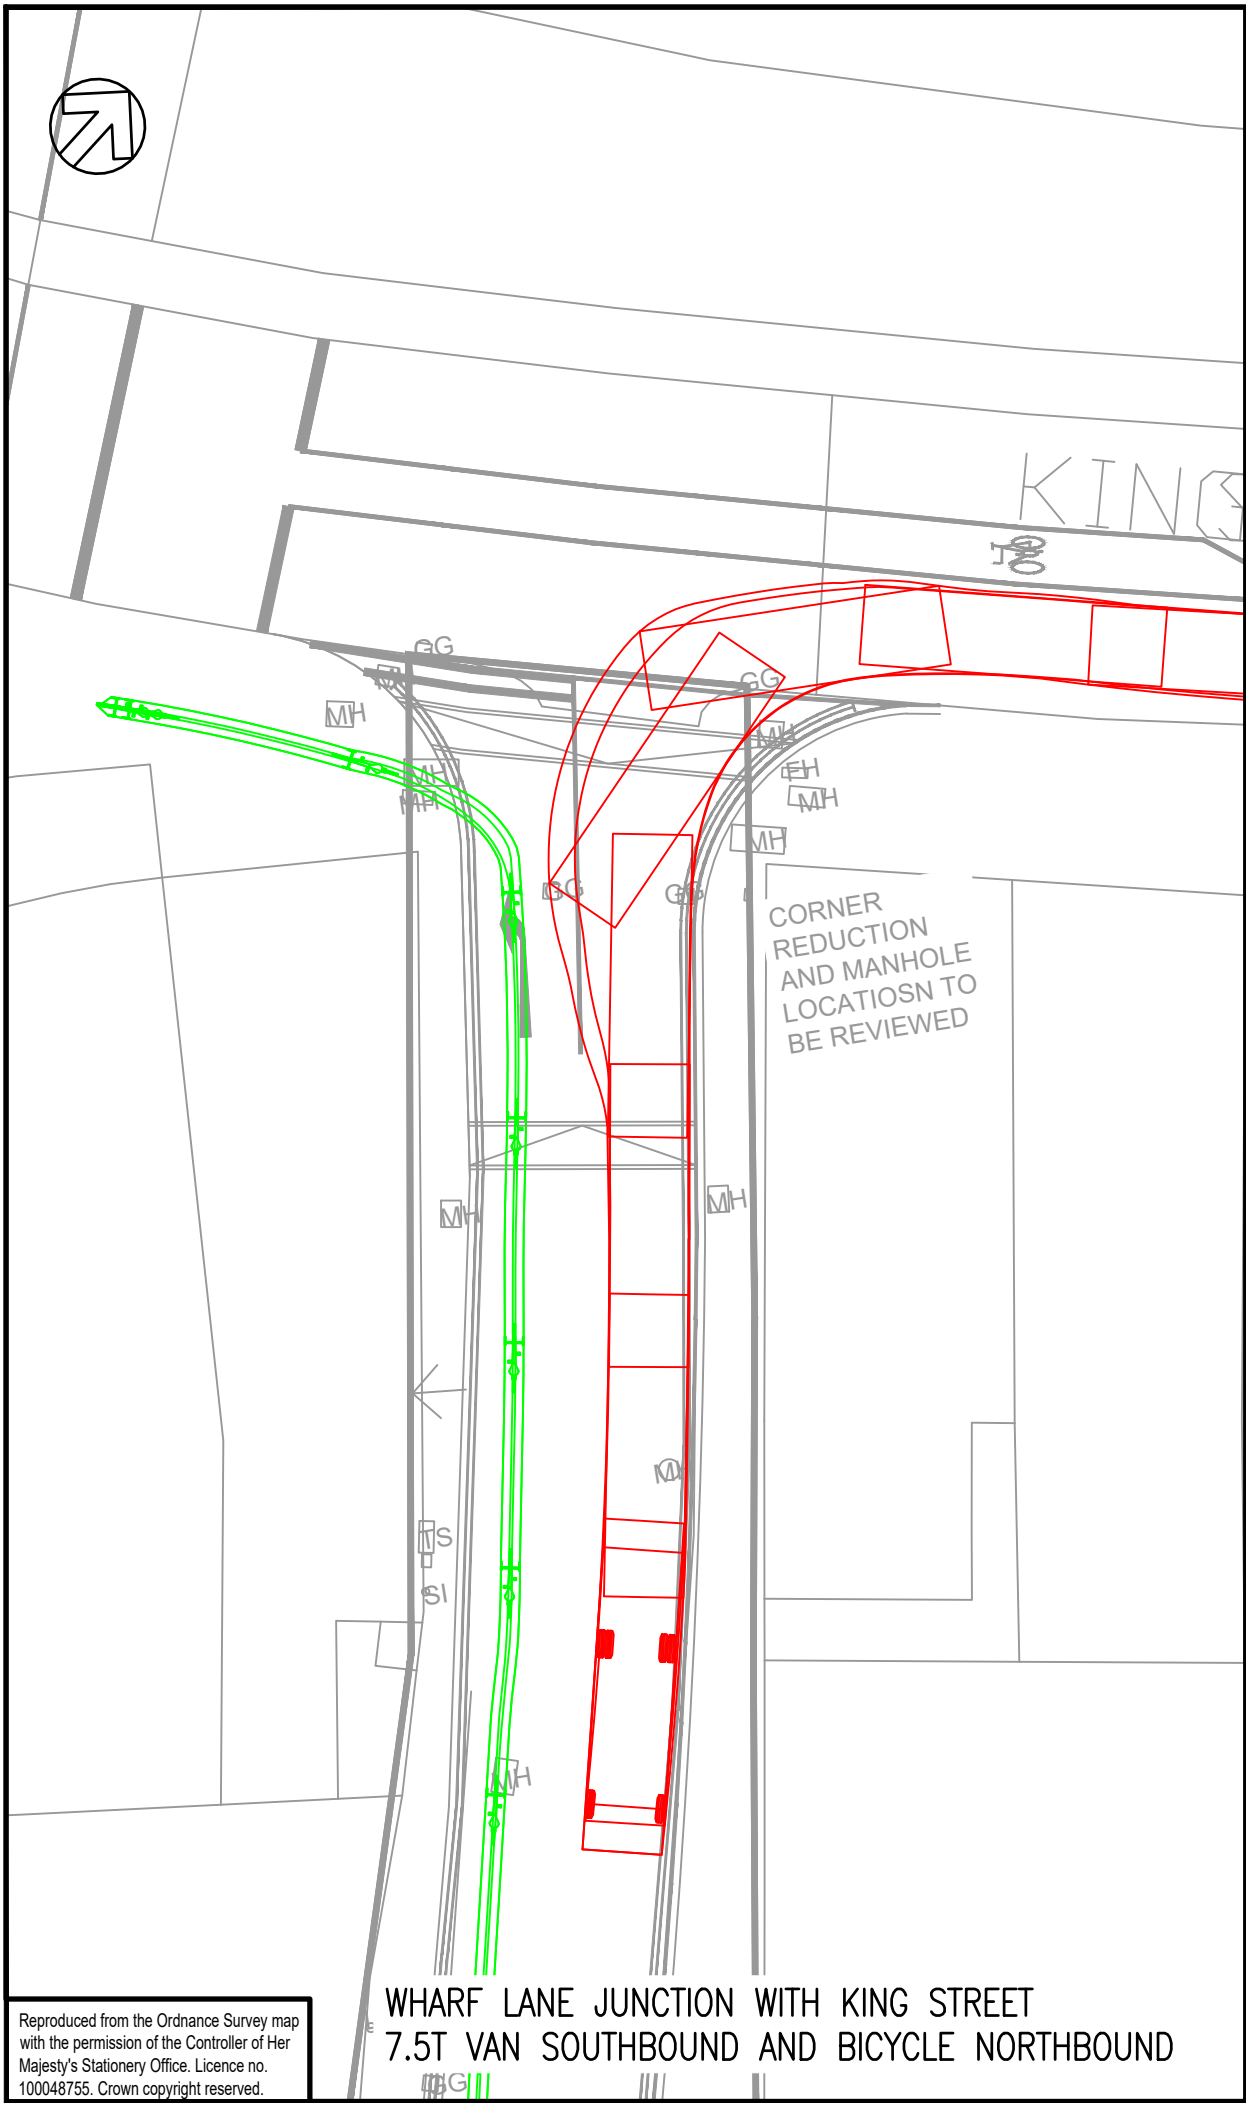 KING
GG
GG
MH
MH
MH
MH
MH
FH
MH
MH
GG
GG
CORNER
REDUCTION
AND MANHOLE
LOCATIOSN TO
BE REVIEWED
MH
MH
TS
SI
MH
WHARF LANE JUNCTION WITH KING STREET
7.5T VAN SOUTHBOUND AND BICYCLE NORTHBOUND
Reproduced from the Ordnance Survey map
with the permission of the Controller of Her
Majesty's Stationery Office. Licence no.
100048755. Crown copyright reserved.
GG